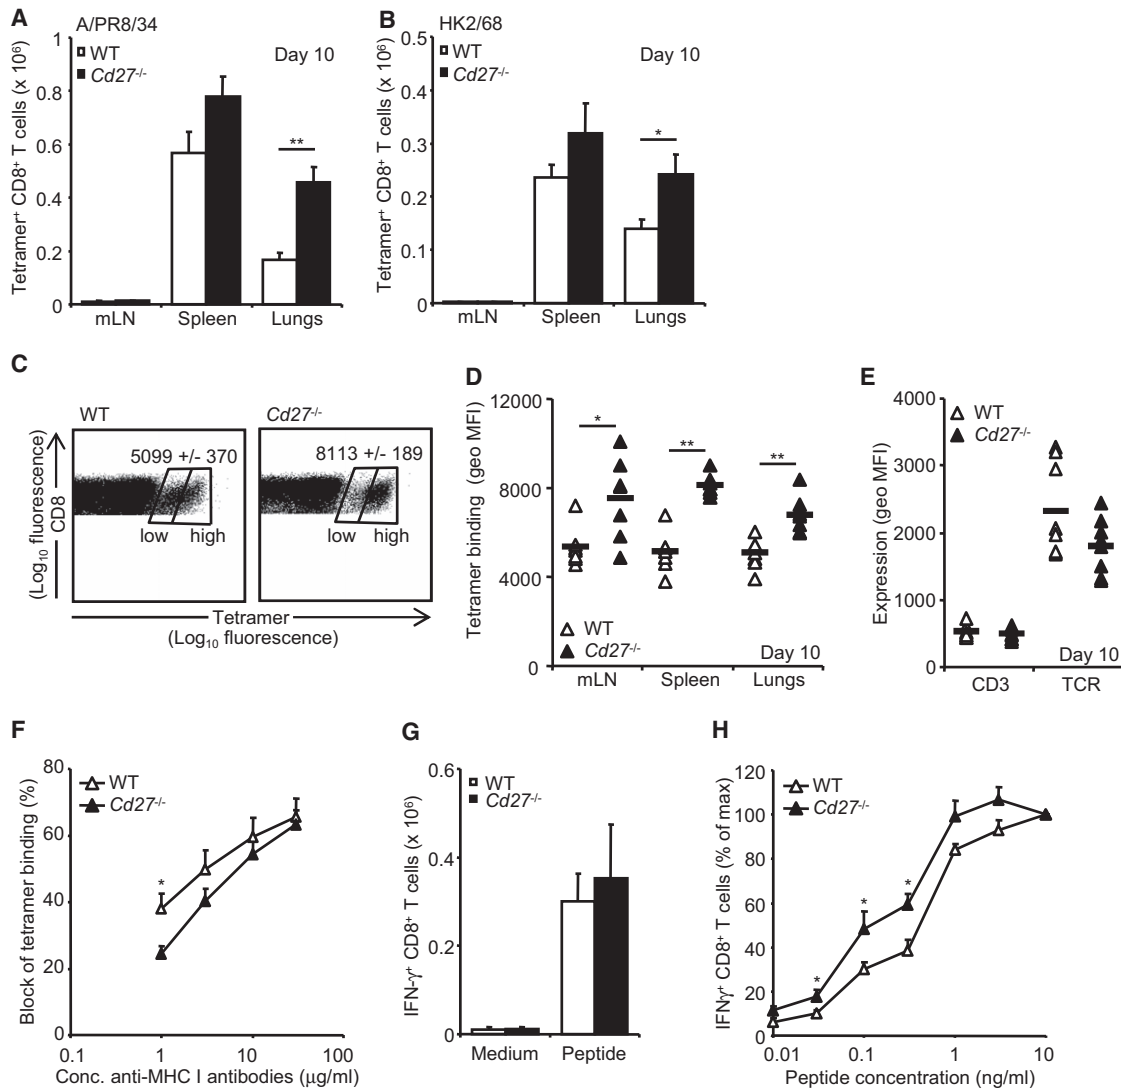 A
A/PR8/34
WT
Cd27-/-
Day 10
Tetramer+ CD8+ T cells (x 10⁶)
1
0.8
0.6
0.4
0.2
0
**
mLN Spleen Lungs
B
HK2/68
WT
Cd27-/-
Day 10
Tetramer+ CD8+ T cells (x 10⁶)
0.5
0.4
0.3
0.2
0.1
0
*
mLN Spleen Lungs
C
WT
Cd27-/-
5099 +/- 370
low high
8113 +/- 189
low high
CD8
(Log10 fluorescence)
Tetramer
(Log10 fluorescence)
D
Tetramer binding (geo MFI)
12000
8000
4000
0
* ** **
WT
Cd27-/-
Day 10
mLN Spleen Lungs
E
Expression (geo MFI)
4000
3000
2000
1000
0
WT
Cd27-/-
Day 10
CD3 TCR
F
Block of tetramer binding (%)
80
60
40
20
0
WT
Cd27-/-
*
0.1 1 10 100
Conc. anti-MHC I antibodies (µg/ml)
G
IFN-γ+ CD8+ T cells (x 10⁶)
0.6
0.4
0.2
0
WT
Cd27-/-
Medium Peptide
H
IFNγ+ CD8+ T cells (% of max)
120
100
80
60
40
20
0
WT
Cd27-/-
* * *
0.01 0.1 1 10
Peptide concentration (ng/ml)